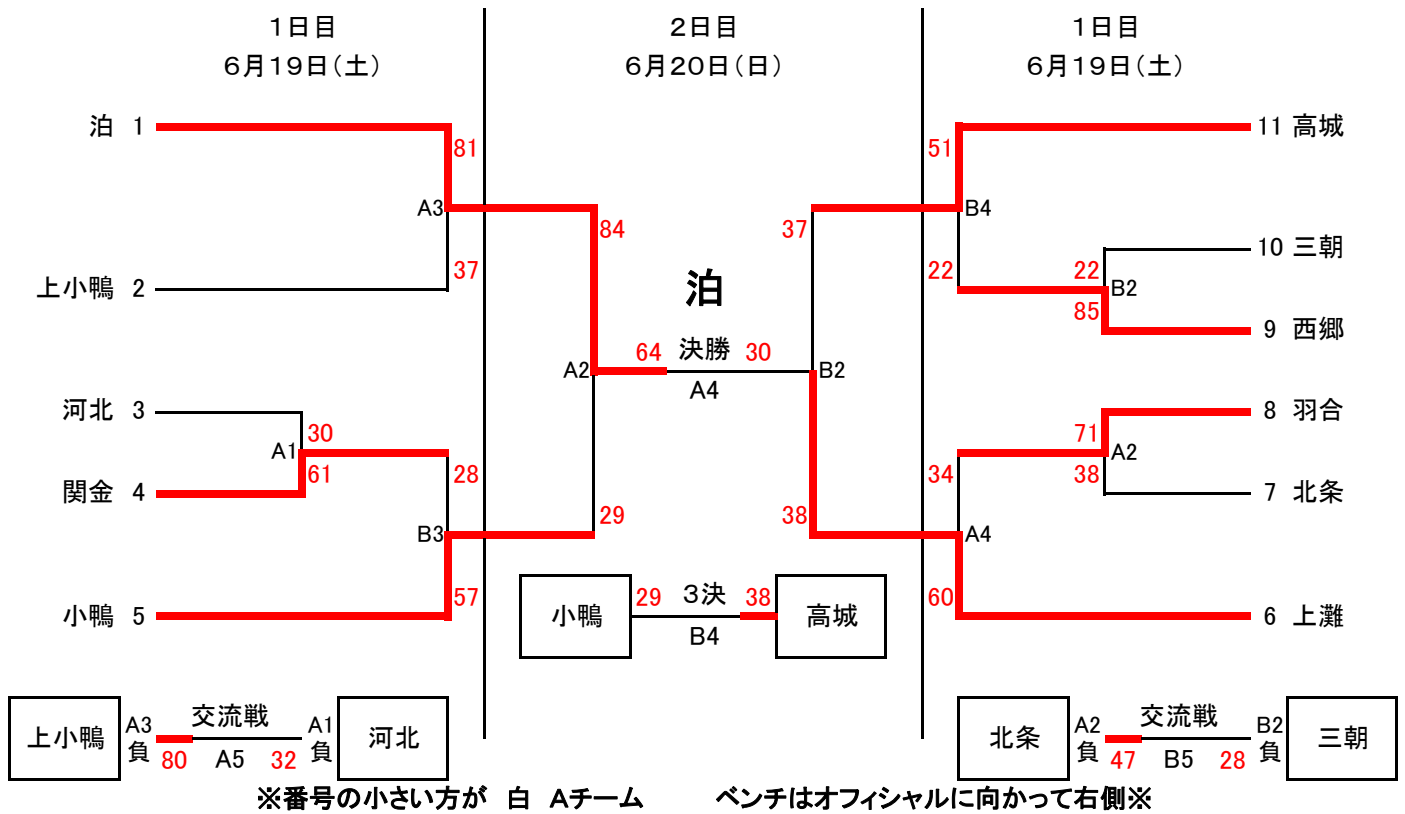 1日目
2日目
1日目
6月19日(土)
6月20日(日)
6月19日(土)
泊 1
81
51
11 高城
A3
84
37
B4
上小鴨 2
37
泊
22
22
B2
85
10 三朝
9 西郷
64 決勝 30
A2
A4
B2
河北 3
30
A1
61
関金 4
28
71
A2
38
8 羽合
7 北条
34
29
38
B3
A4
57
60
小鴨 5
6 上灘
小鴨
29 3決 38
B4
高城
上小鴨
A3
負
交流戦
80 A5 32
A1
負
河北
北条
A2
負
交流戦
47 B5 28
B2
負
三朝
※番号の小さい方が 白 Aチーム ベンチはオフィシャルに向かって右側※